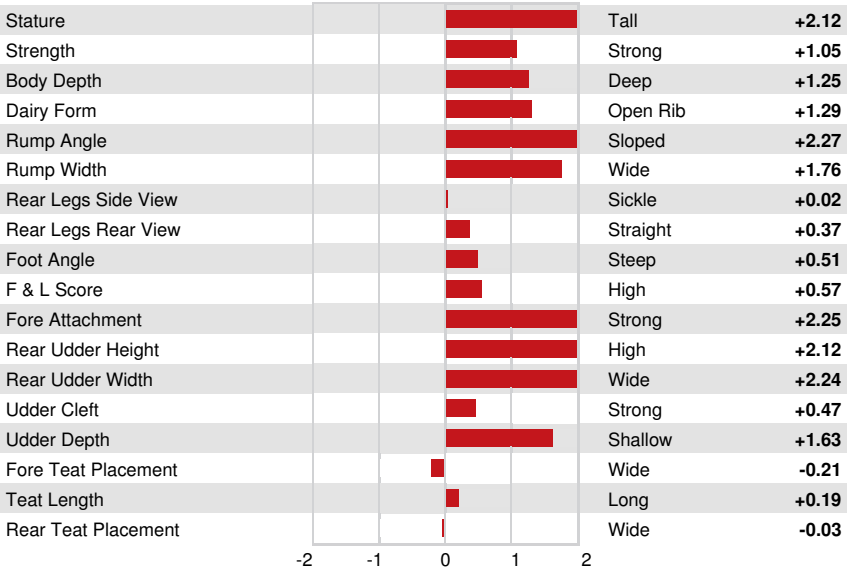 Stature Tall +2.12
Strength Strong +1.05
Body Depth Deep +1.25
Dairy Form Open Rib +1.29
Rump Angle Sloped +2.27
Rump Width Wide +1.76
Rear Legs Side View Sickle +0.02
Rear Legs Rear View Straight +0.37
Foot Angle Steep +0.51
F & L Score High +0.57
Fore Attachment Strong +2.25
Rear Udder Height High +2.12
Rear Udder Width Wide +2.24
Udder Cleft Strong +0.47
Udder Depth Shallow +1.63
Fore Teat Placement Wide -0.21
Teat Length Long +0.19
Rear Teat Placement Wide -0.03
-2 -1 0 1 2